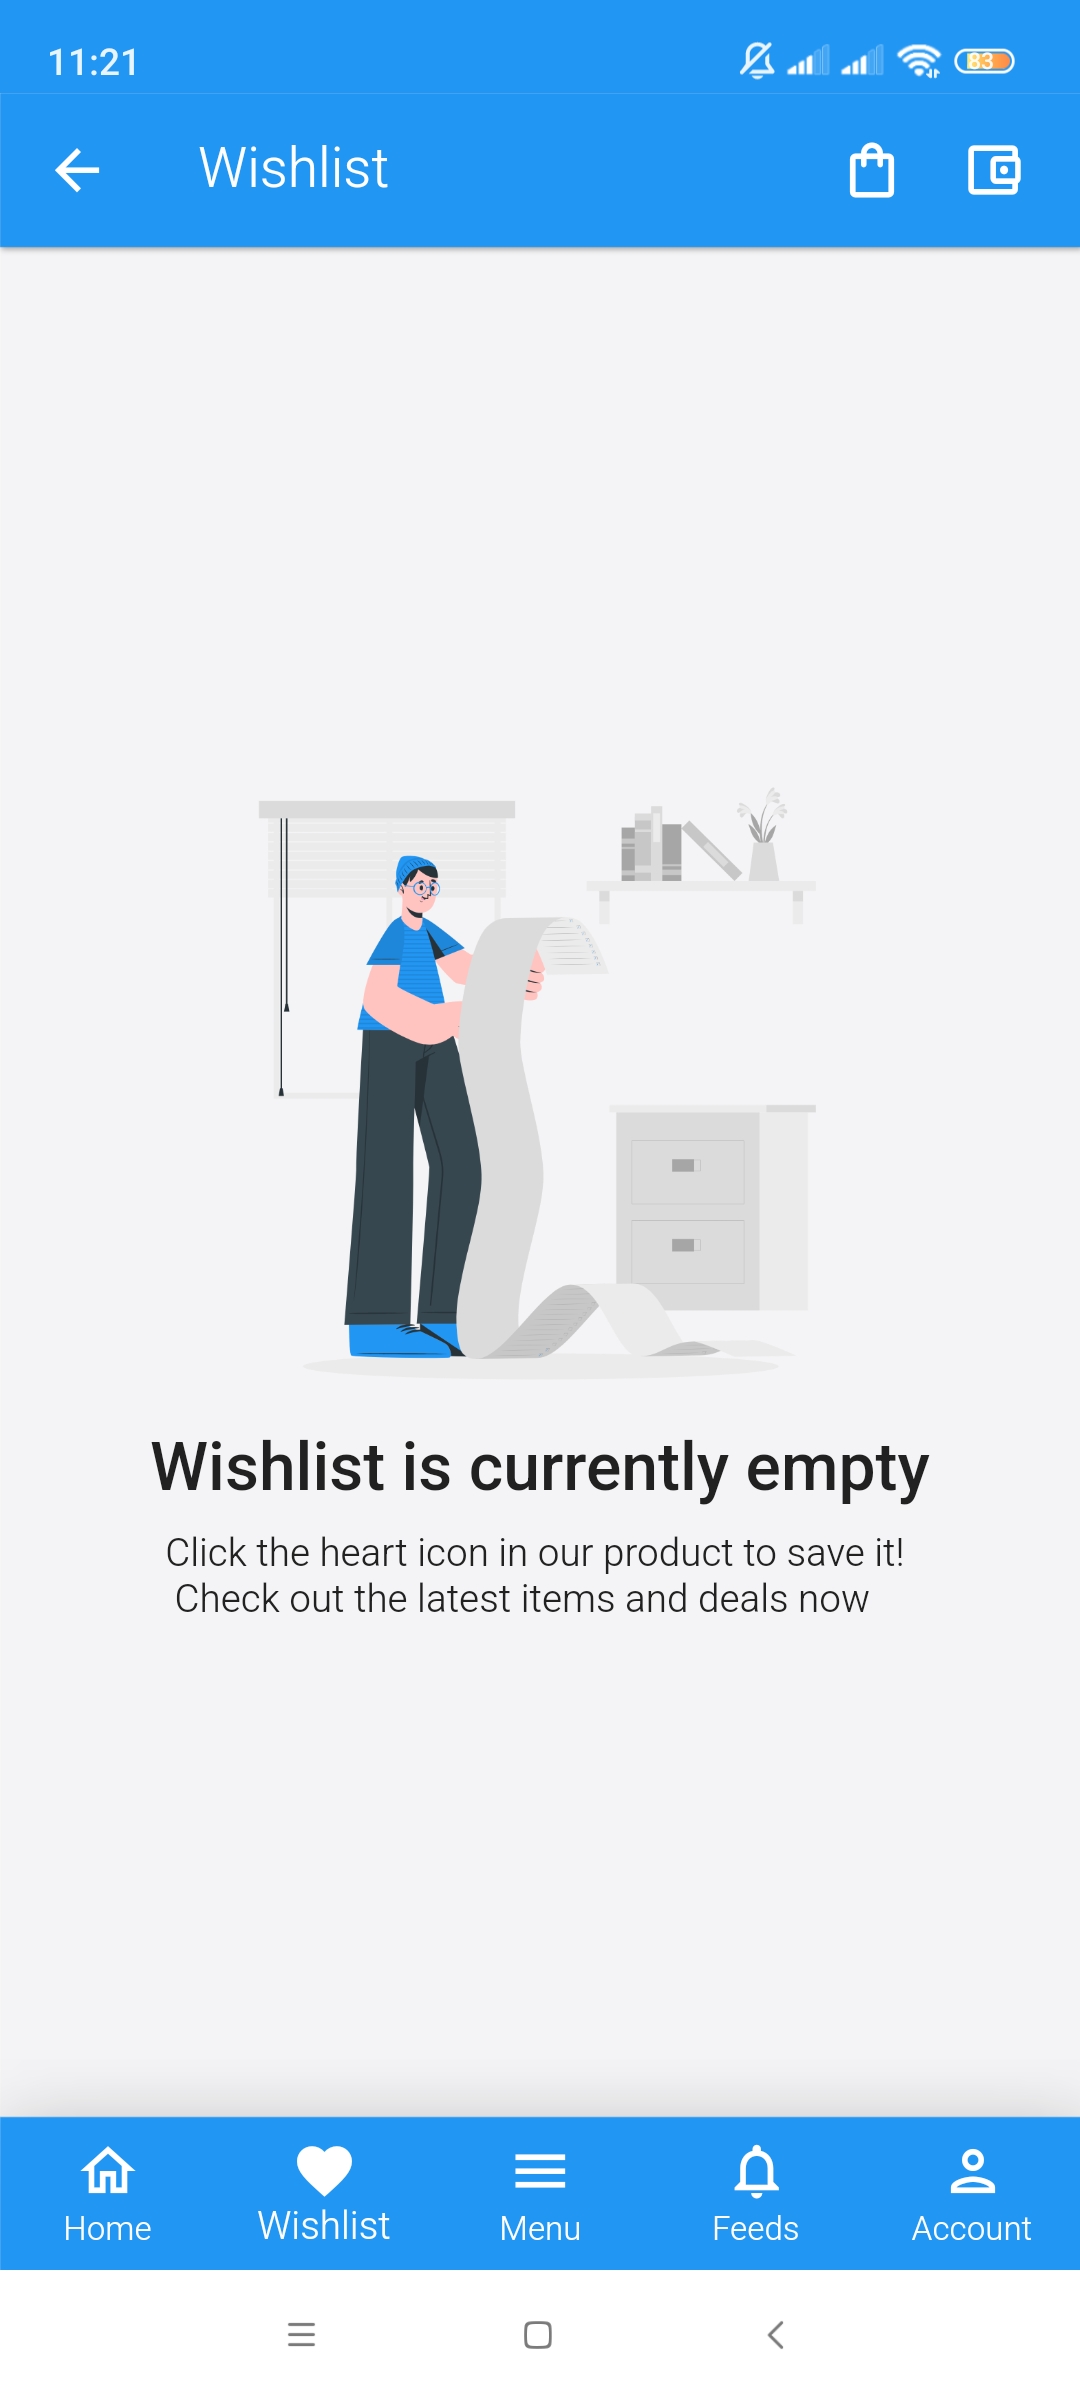 11:21
83
Wishlist
Wishlist is currently empty
Click the heart icon in our product to save it!
Check out the latest items and deals now
Home
Wishlist
Menu
Feeds
Account